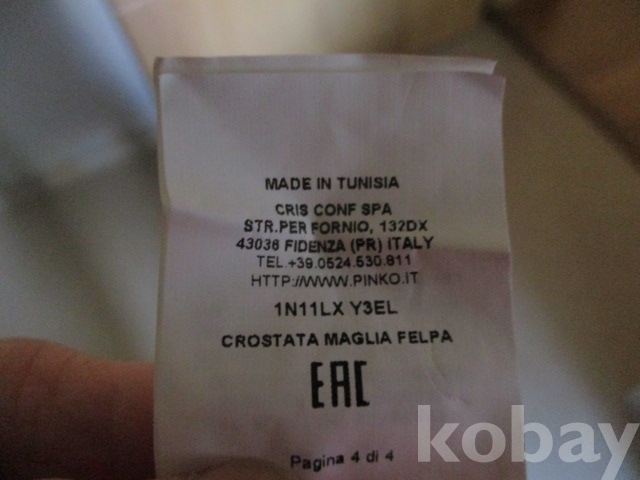 MADE IN TUNISIA
CRIS CONF SPA
STR.PER FORNIO, 132DX
43036 FIDENZA (PR) ITALY
TEL.+39.0524.530.811
HTTP://WWW.PINKO.IT
1N11LX Y3EL
CROSTATA MAGLIA FELPA
EAC
Pagina 4 di 4
kobay